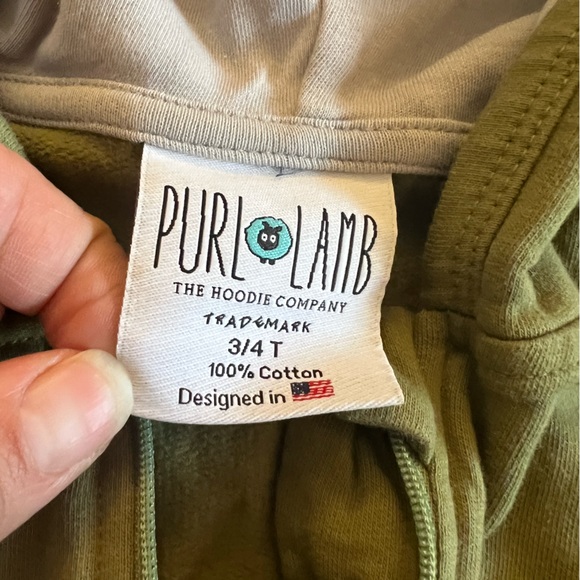 PURL LAMB
THE HOODIE COMPANY
TRADEMARK
3/4 T
100% Cotton
Designed in